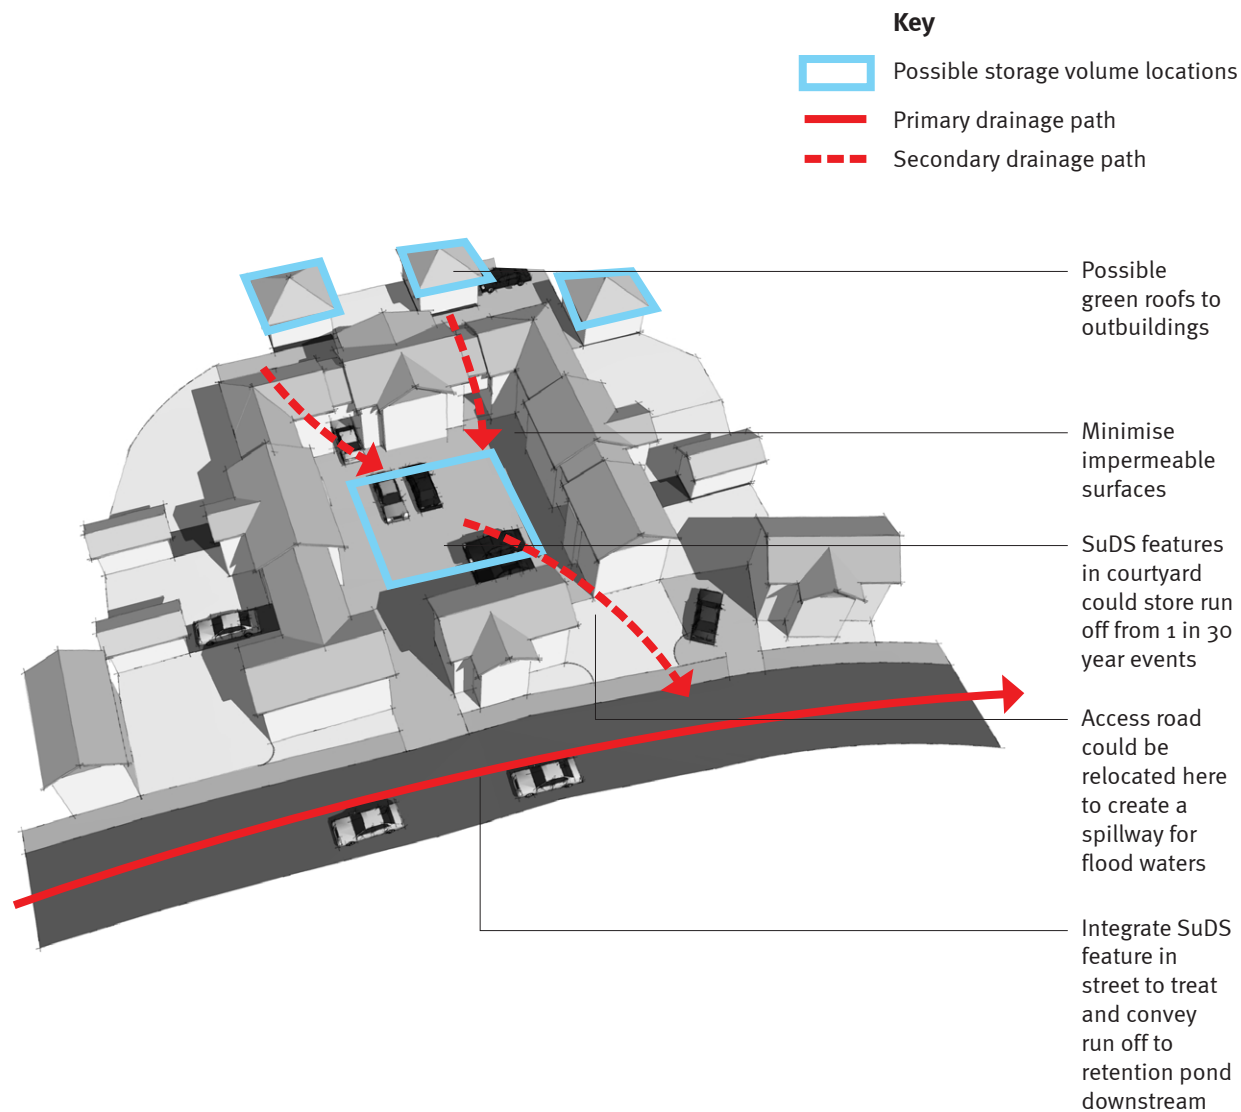 Key
Possible storage volume locations
Primary drainage path
Secondary drainage path
Possible
green roofs to
outbuildings
Minimise
impermeable
surfaces
SuDS features
in courtyard
could store run
off from 1 in 30
year events
Access road
could be
relocated here
to create a
spillway for
flood waters
Integrate SuDS
feature in
street to treat
and convey
run off to
retention pond
downstream